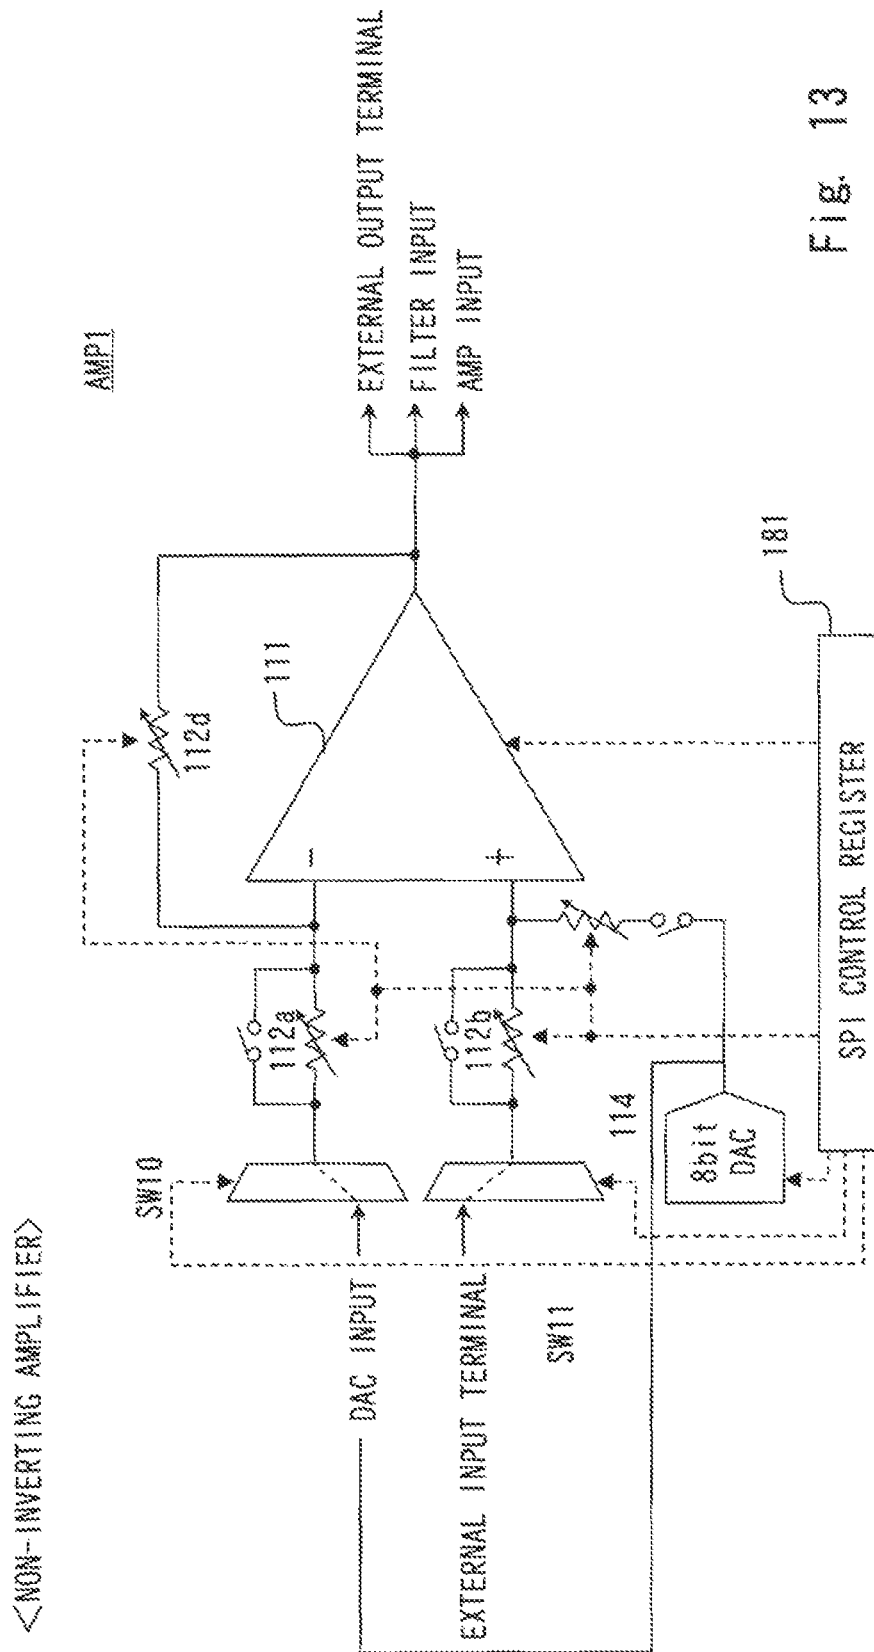 <NON-INVERTING AMPLIFIER>
AMP1
112d
111
EXTERNAL OUTPUT TERMINAL
FILTER INPUT
AMP INPUT
SW10
112a
−
DAC INPUT
EXTERNAL INPUT TERMINAL
112b
+
SW11
114
8bit
DAC
181
SPI CONTROL REGISTER
Fig. 13